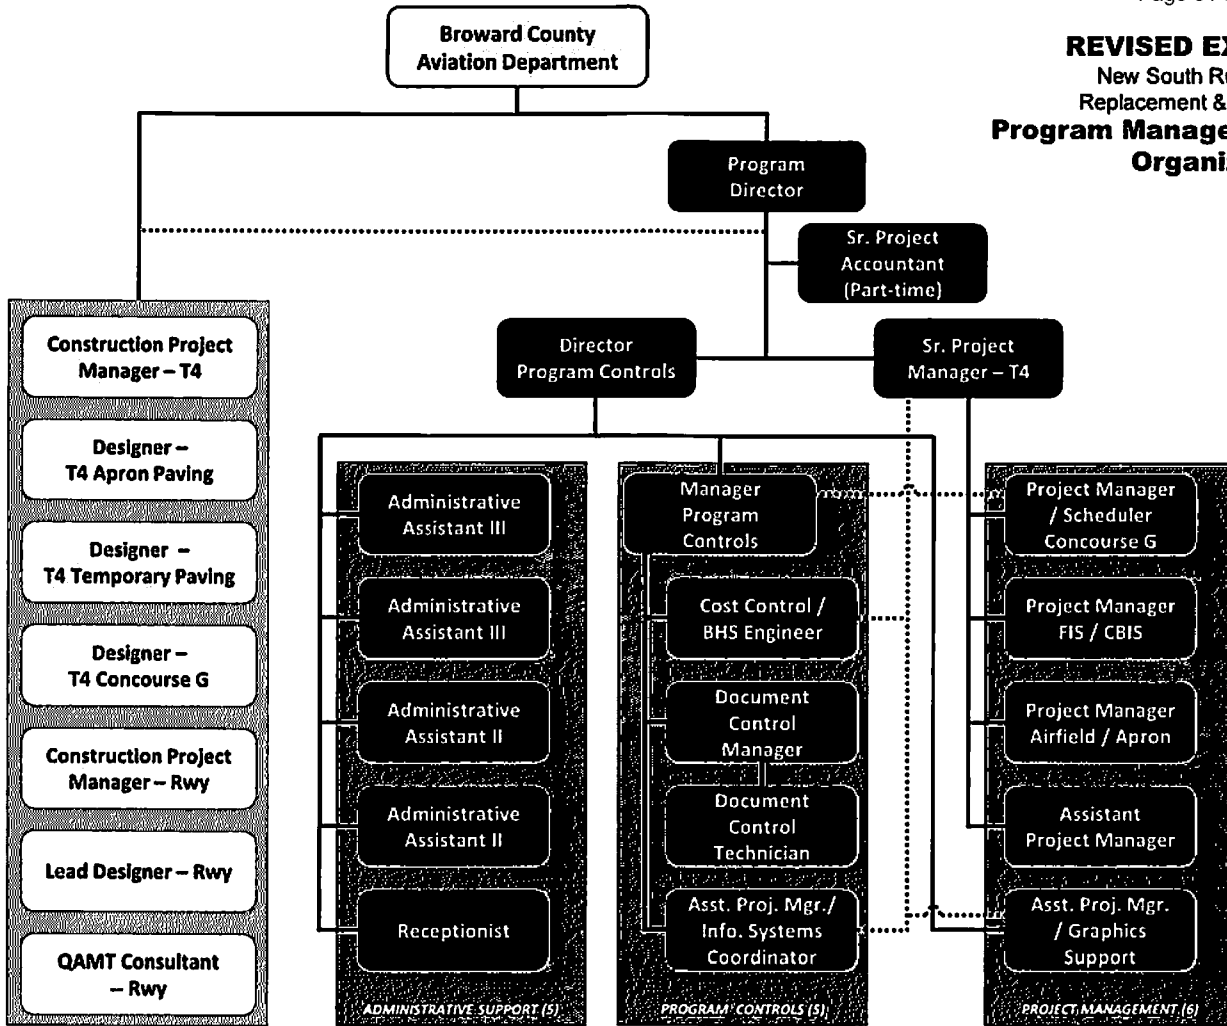 Broward County
Aviation Department
REVISED
New South
Replacement &
Program
Program
Director
Sr. Project
Accountant
(Part-time)
Director
Program Controls
Sr. Project
Manager – T4
Construction Project
Manager – T4
Designer –
T4 Apron Paving
Designer –
T4 Temporary Paving
Designer –
T4 Concourse G
Construction Project
Manager – Rwy
Lead Designer – Rwy
QAMT Consultant
– Rwy
Administrative
Assistant III
Administrative
Assistant III
Administrative
Assistant II
Administrative
Assistant II
Receptionist
ADMINISTRATIVE SUPPORT (5)
Manager
Program
Controls
Cost Control /
BHS Engineer
Document
Control
Manager
Document
Control
Technician
Asst. Proj. Mgr./
Info. Systems
Coordinator
PROGRAM CONTROLS (5)
Project Manager
/ Scheduler
Concourse G
Project Manager
FIS / CBIS
Project Manager
Airfield / Apron
Assistant
Project Manager
Asst. Proj. Mgr.
/ Graphics
Support
PROJECT MANAGEMENT (6)